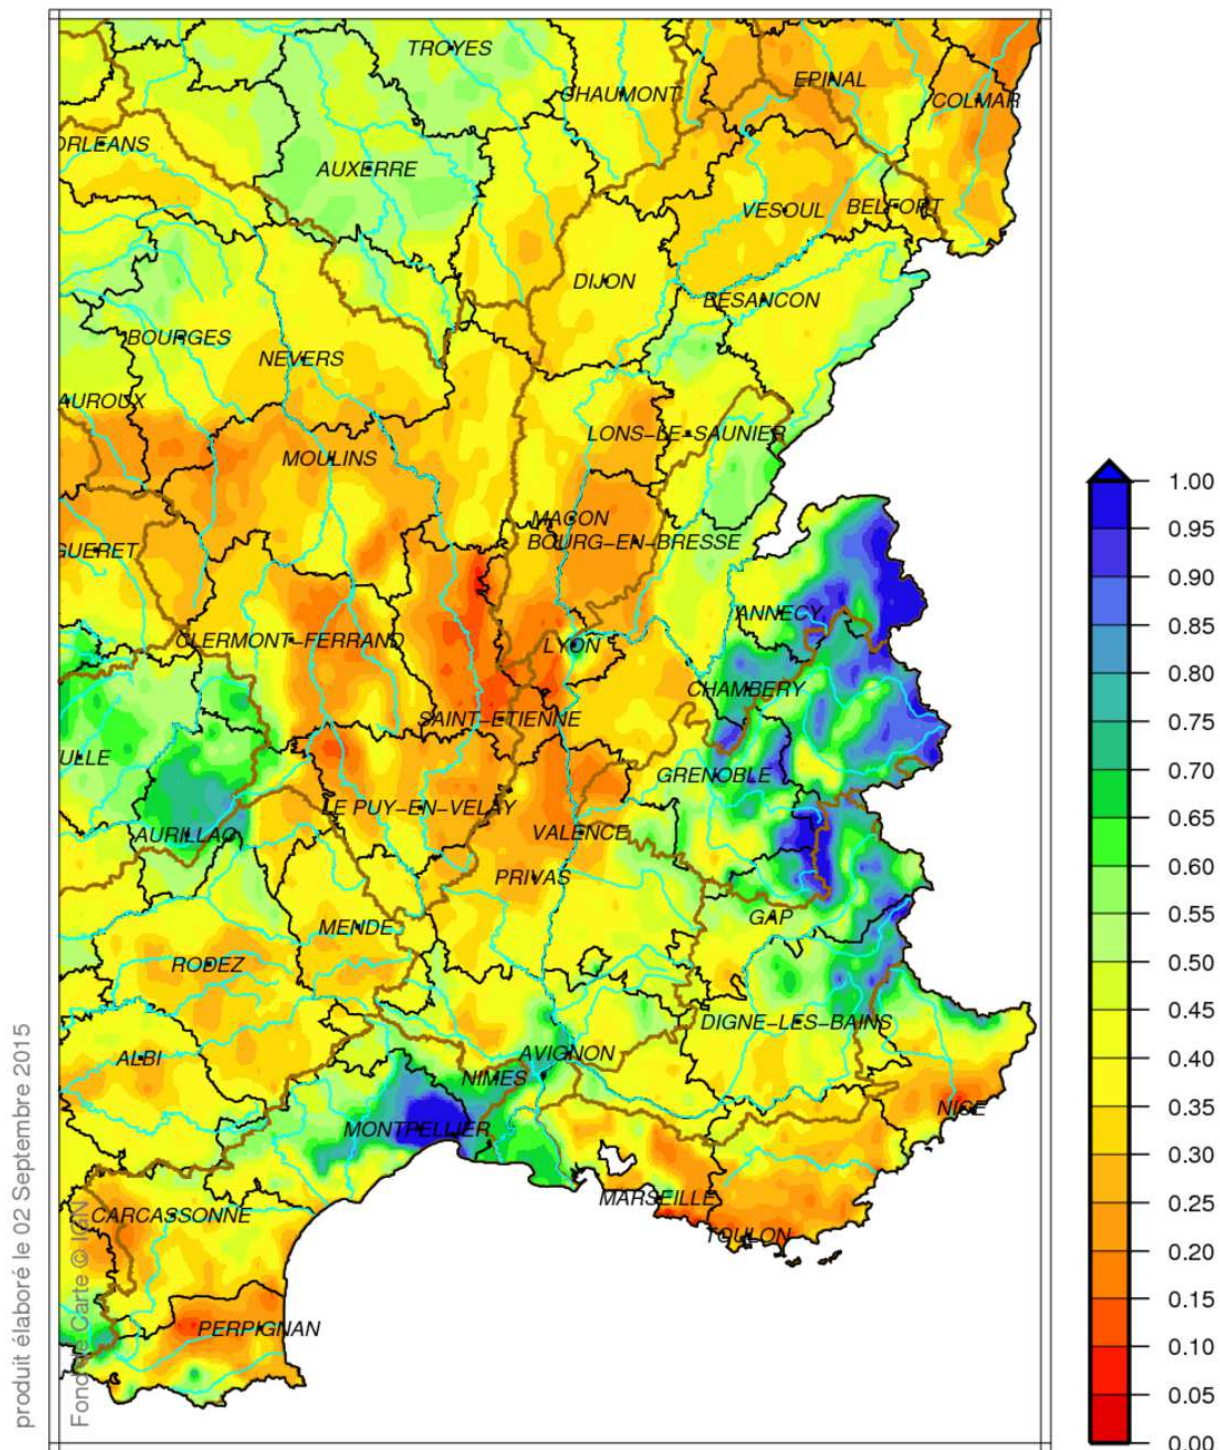 TROYES
CHAUMONT
EPINAL
COLMAR
ORLEANS
AUXERRE
VESOUL
BELFORT
DIJON
BESANCON
BOURGES
NEVERS
AUROUX
LONS-LE-SAUNIER
MOULINS
MACON
BOURG-EN-BRESSE
GUERET
ANNECY
CLERMONT-FERRAND
LYON
CHAMBERY
SAINT-ETIENNE
ULLE
GRENOBLE
LE PUY-EN-VELAY
AURILLAC
VALENCE
PRIVAS
GAP
MENDE
RODEZ
DIGNE-LES-BAINS
ALBI
AVIGNON
NIMES
NICE
MONTPELLIER
MARSEILLE
CARCASSONNE
TOULON
PERPIGNAN
1.00
0.95
0.90
0.85
0.80
0.75
0.70
0.65
0.60
0.55
0.50
0.45
0.40
0.35
0.30
0.25
0.20
0.15
0.10
0.05
0.00
produit élaboré le 02 Septembre 2015
Fond de Carte © IGN